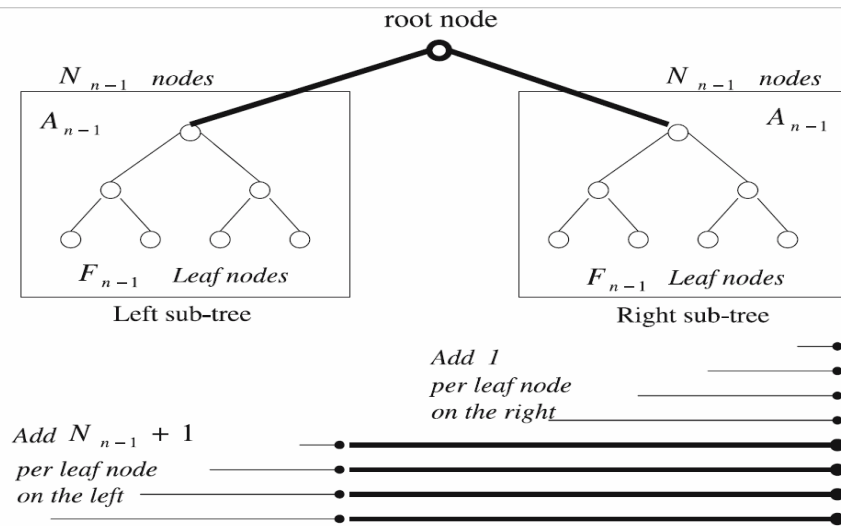 root node
N n−1 nodes
N n−1 nodes
A n−1
A n−1
F n−1 Leaf nodes
F n−1 Leaf nodes
Left sub-tree
Right sub-tree
Add 1
per leaf node
on the right
Add N n−1 + 1
per leaf node
on the left